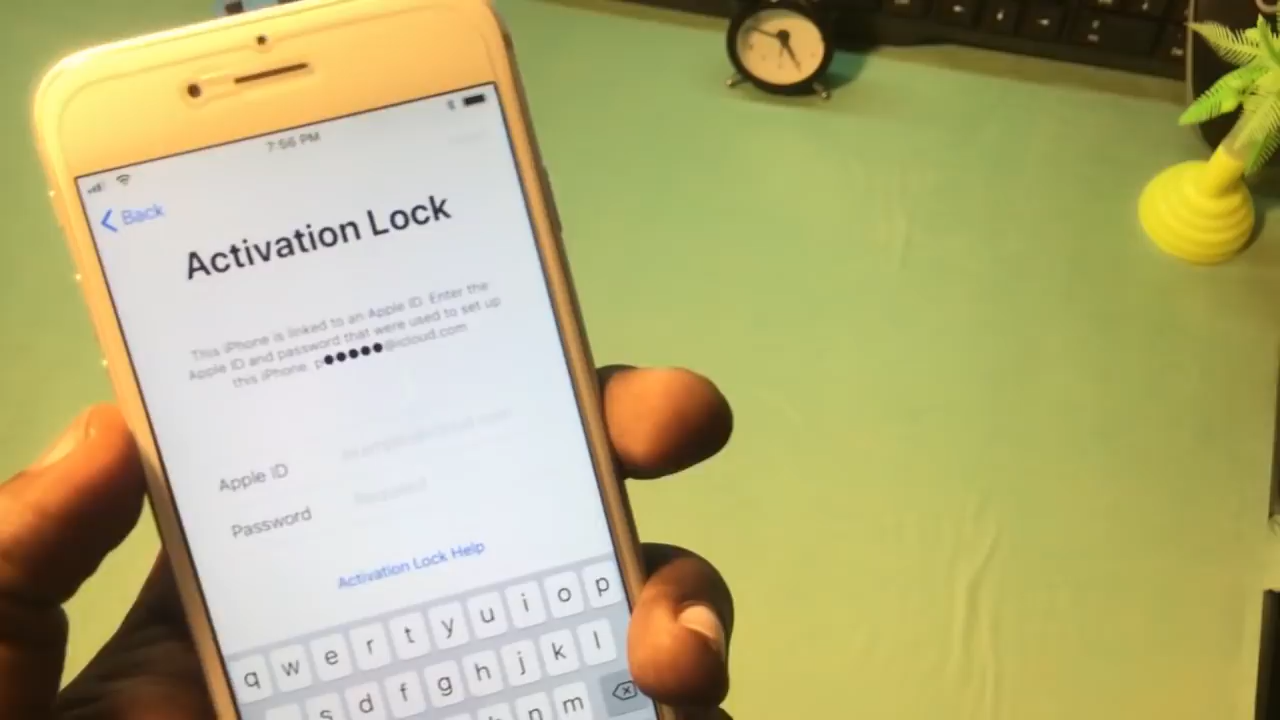 7:56 PM
Back
Activation Lock
This iPhone is linked to an Apple ID. Enter the
Apple ID and password that were used to set up
this iPhone. p●●●●●@icloud.com
Apple ID
Password Required
Activation Lock Help
q w e r t y u i o p
s d f g h j k l
n m